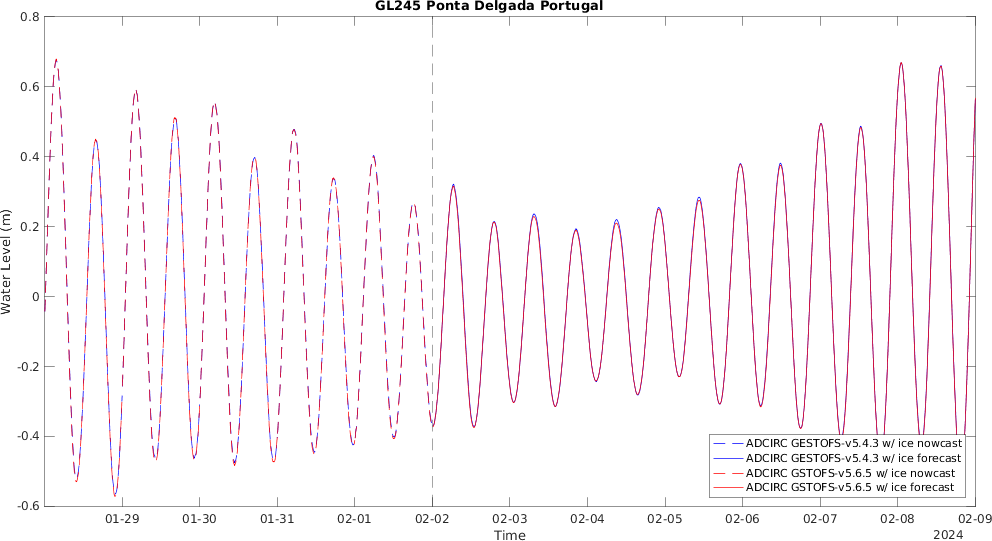 GL245 Ponta Delgada Portugal
Water Level (m)
0.8
0.6
0.4
0.2
0
-0.2
-0.4
-0.6
ADCIRC GESTOFS-v5.4.3 w/ ice nowcast
ADCIRC GESTOFS-v5.4.3 w/ ice forecast
ADCIRC GSTOFS-v5.6.5 w/ ice nowcast
ADCIRC GSTOFS-v5.6.5 w/ ice forecast
01-29 01-30 01-31 02-01 02-02 02-03 02-04 02-05 02-06 02-07 02-08 02-09
Time
2024